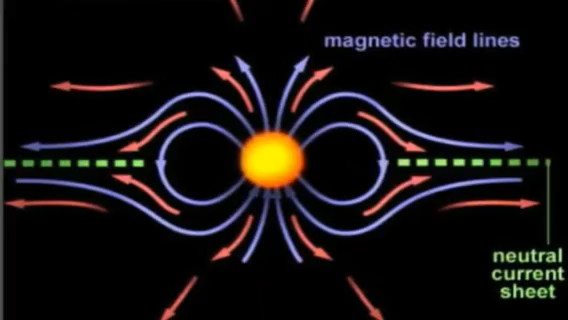 magnetic field lines
neutral
current
sheet